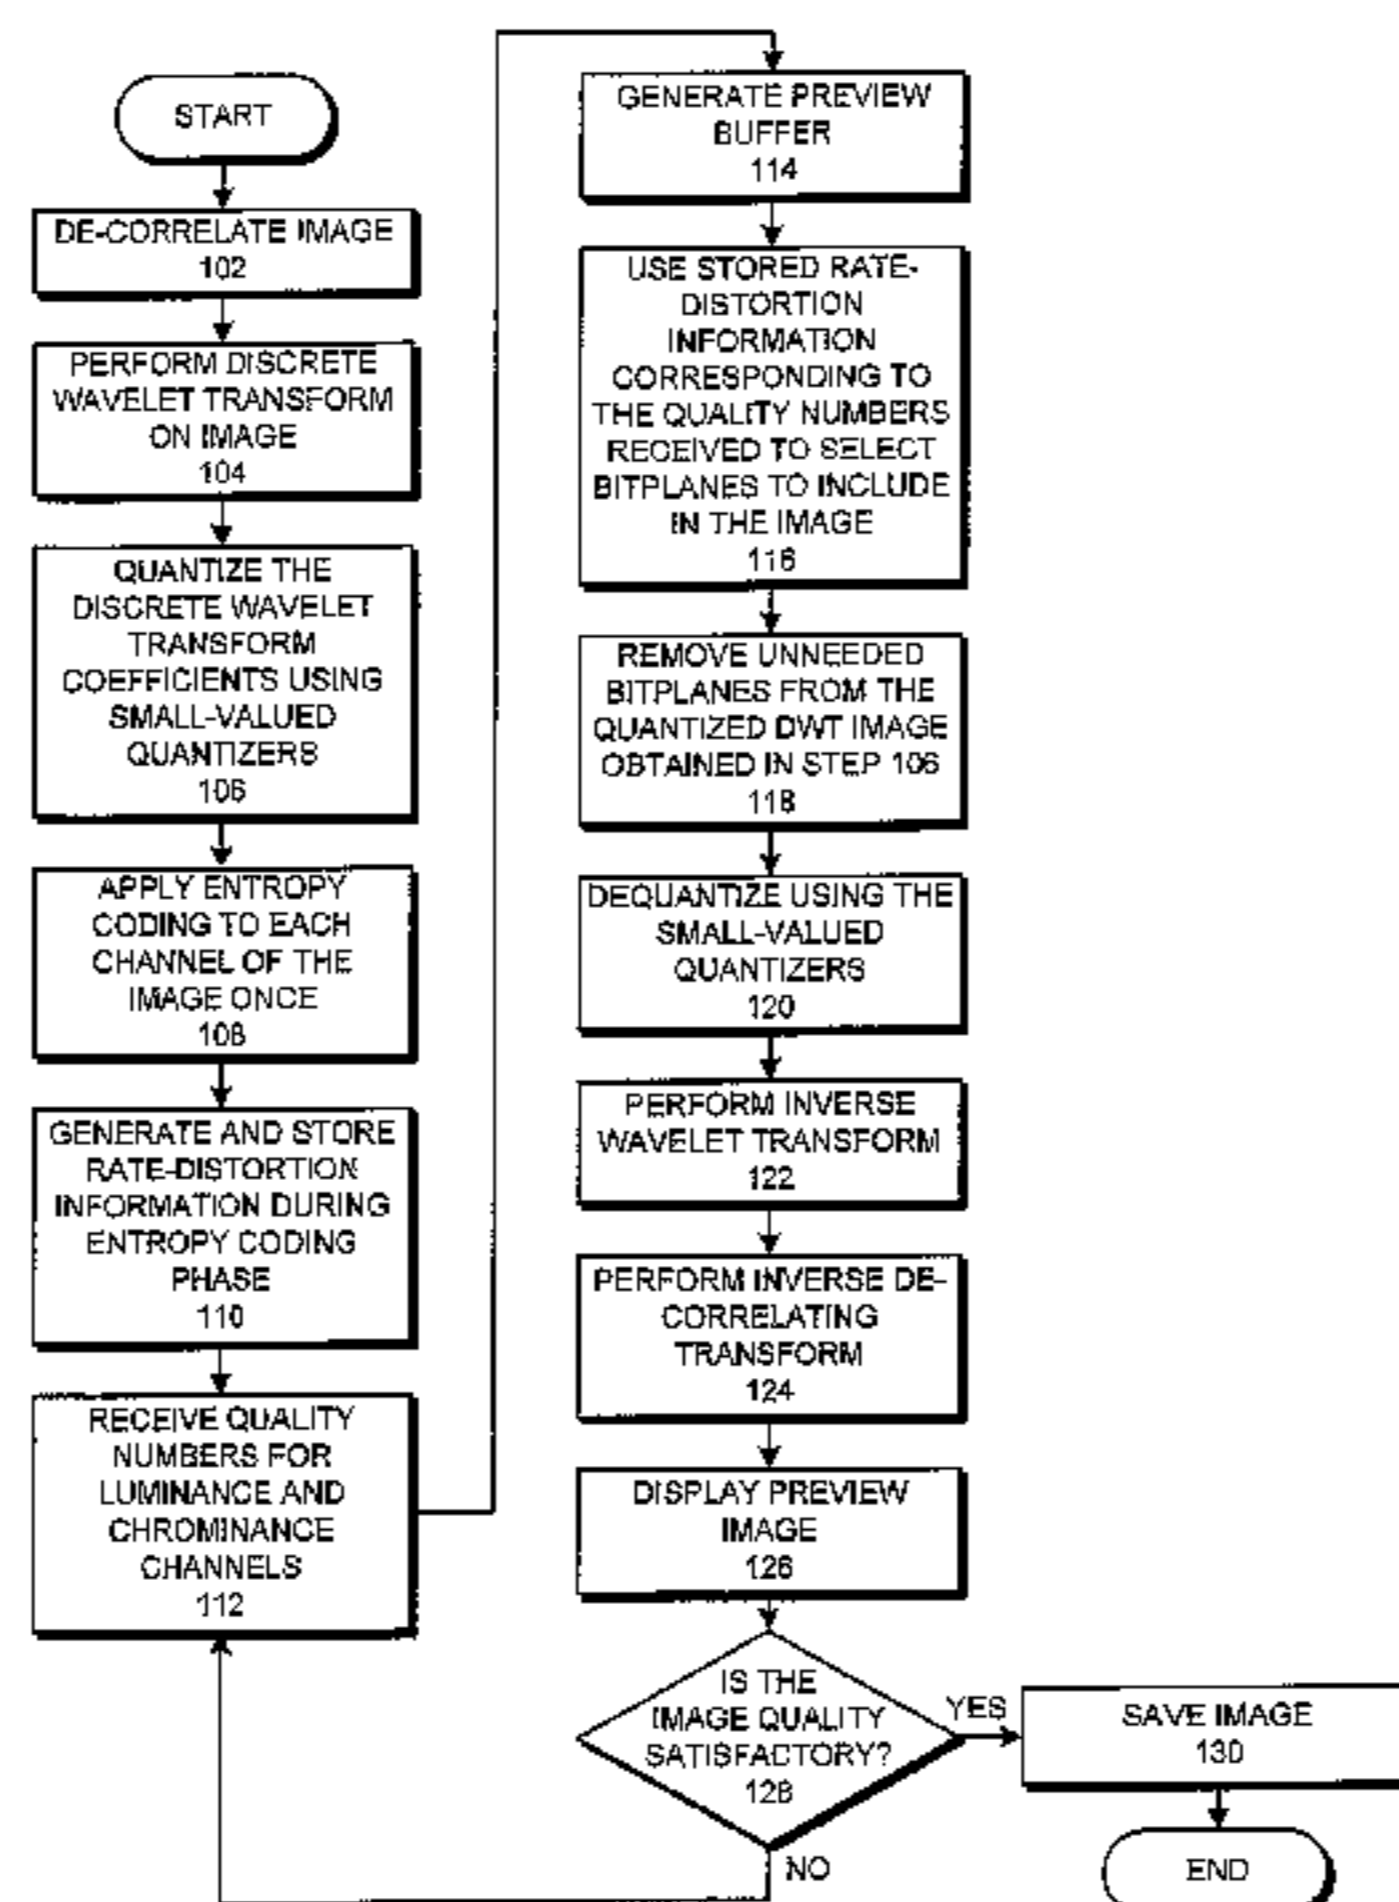 START
DE-CORRELATE IMAGE
102
PERFORM DISCRETE
WAVELET TRANSFORM
ON IMAGE
104
QUANTIZE THE
DISCRETE WAVELET
TRANSFORM
COEFFICIENTS USING
SMALL-VALUED
QUANTIZERS
106
APPLY ENTROPY
CODING TO EACH
CHANNEL OF THE
IMAGE ONCE
108
GENERATE AND STORE
RATE-DISTORTION
INFORMATION DURING
ENTROPY CODING
PHASE
110
RECEIVE QUALITY
NUMBERS FOR
LUMINANCE AND
CHROMINANCE
CHANNELS
112
GENERATE PREVIEW
BUFFER
114
USE STORED RATE-
DISTORTION
INFORMATION
CORRESPONDING TO
THE QUALITY NUMBERS
RECEIVED TO SELECT
BITPLANES TO INCLUDE
IN THE IMAGE
116
REMOVE UNNEEDED
BITPLANES FROM THE
QUANTIZED DWT IMAGE
OBTAINED IN STEP 106
118
DEQUANTIZE USING THE
SMALL-VALUED
QUANTIZERS
120
PERFORM INVERSE
WAVELET TRANSFORM
122
PERFORM INVERSE DE-
CORRELATING
TRANSFORM
124
DISPLAY PREVIEW
IMAGE
126
IS THE
IMAGE QUALITY
SATISFACTORY?
128
YES
NO
SAVE IMAGE
130
END